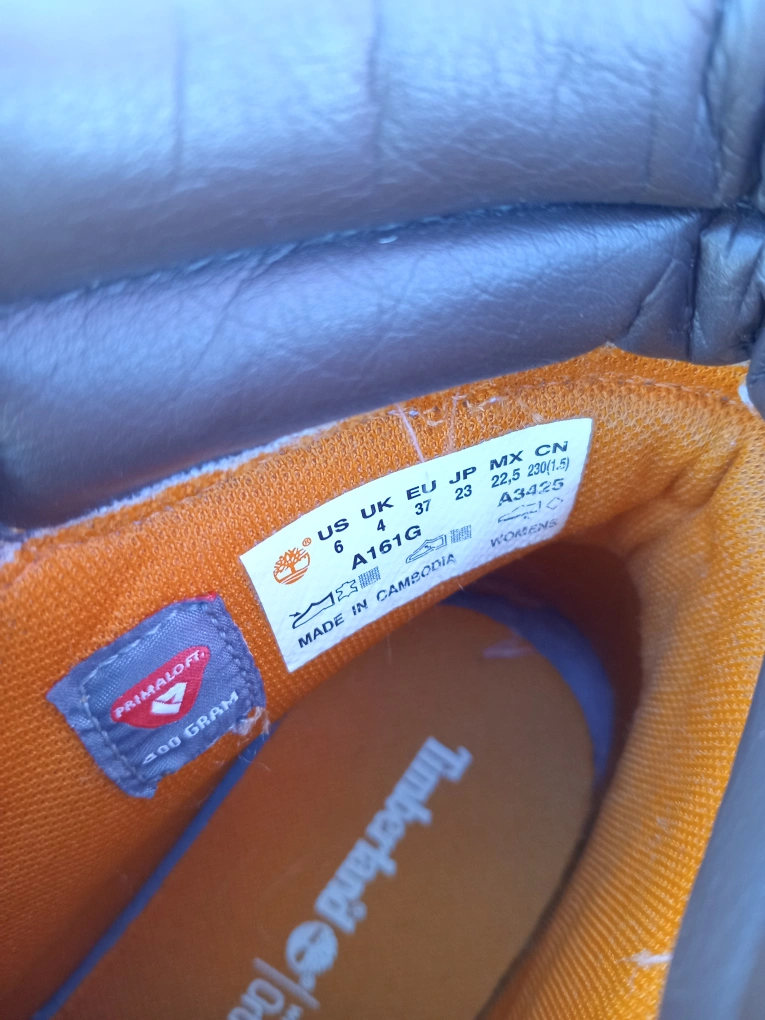 US UK EU JP MX CN
6 4 37 23 22,5 230(1.5)
®
A161G A3425
WOMENS
MADE IN CAMBODIA
PRIMALOFT.
400 GRAM
Timberland